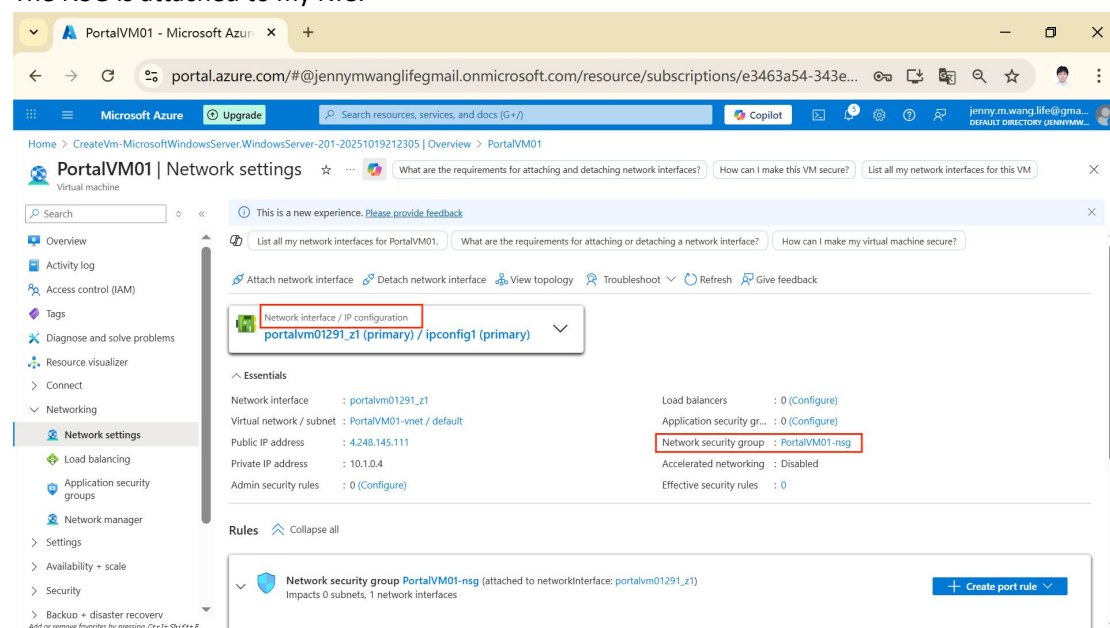 The NSG is attached to my NIC.
PortalVM01 - Microsoft Azur
portal.azure.com/#@jennymwanglifegmail.onmicrosoft.com/resource/subscriptions/e3463a54-343e...
Microsoft Azure Upgrade Search resources, services, and docs (G+/) Copilot 3 jenny.m.wang.life@gma...
DEFAULT DIRECTORY (JENNYMW...
Home > CreateVm-MicrosoftWindowsServer.WindowsServer-201-20251019212305 | Overview > PortalVM01
PortalVM01 | Network settings ... What are the requirements for attaching and detaching network interfaces? How can I make this VM secure? List all my network interfaces for this VM
Virtual machine
Search
This is a new experience. Please provide feedback
Overview
Activity log
Access control (IAM)
Tags
Diagnose and solve problems
Resource visualizer
Connect
Networking
Network settings
Load balancing
Application security
groups
Network manager
Settings
Availability + scale
Security
Backup + disaster recovery
Add or remove favorites by pressing Ctrl+Shift+F
List all my network interfaces for PortalVM01. What are the requirements for attaching or detaching a network interface? How can I make my virtual machine secure?
Attach network interface Detach network interface View topology Troubleshoot Refresh Give feedback
Network interface / IP configuration
portalvm01291_z1 (primary) / ipconfig1 (primary)
Essentials
Network interface : portalvm01291_z1
Virtual network / subnet : PortalVM01-vnet / default
Public IP address : 4.248.145.111
Private IP address : 10.1.0.4
Admin security rules : 0 (Configure)
Load balancers : 0 (Configure)
Application security gr... : 0 (Configure)
Network security group : PortalVM01-nsg
Accelerated networking : Disabled
Effective security rules : 0
Rules Collapse all
Network security group PortalVM01-nsg (attached to networkInterface: portalvm01291_z1)
Impacts 0 subnets, 1 network interfaces
Create port rule